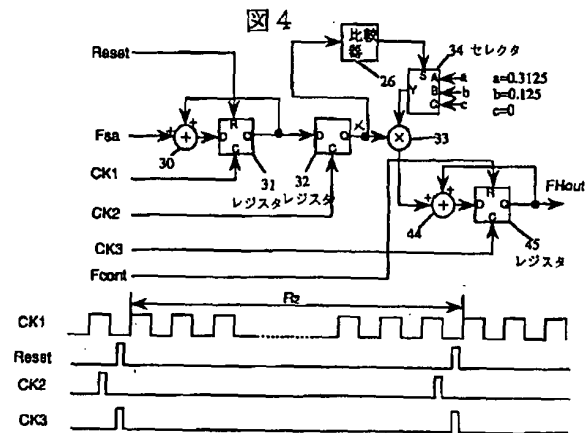 図4
Reset
比較
器
26
34 セレクタ
S
A
B
C
Y
a
b
c
a=0.3125
b=0.125
c=0
Fsa
+
+
30
R
C
31
レジスタ
32
レジスタ
X
×
33
CK1
CK2
CK3
Fcont
+
+
44
R
C
45
レジスタ
FHout
R2
CK1
Reset
CK2
CK3